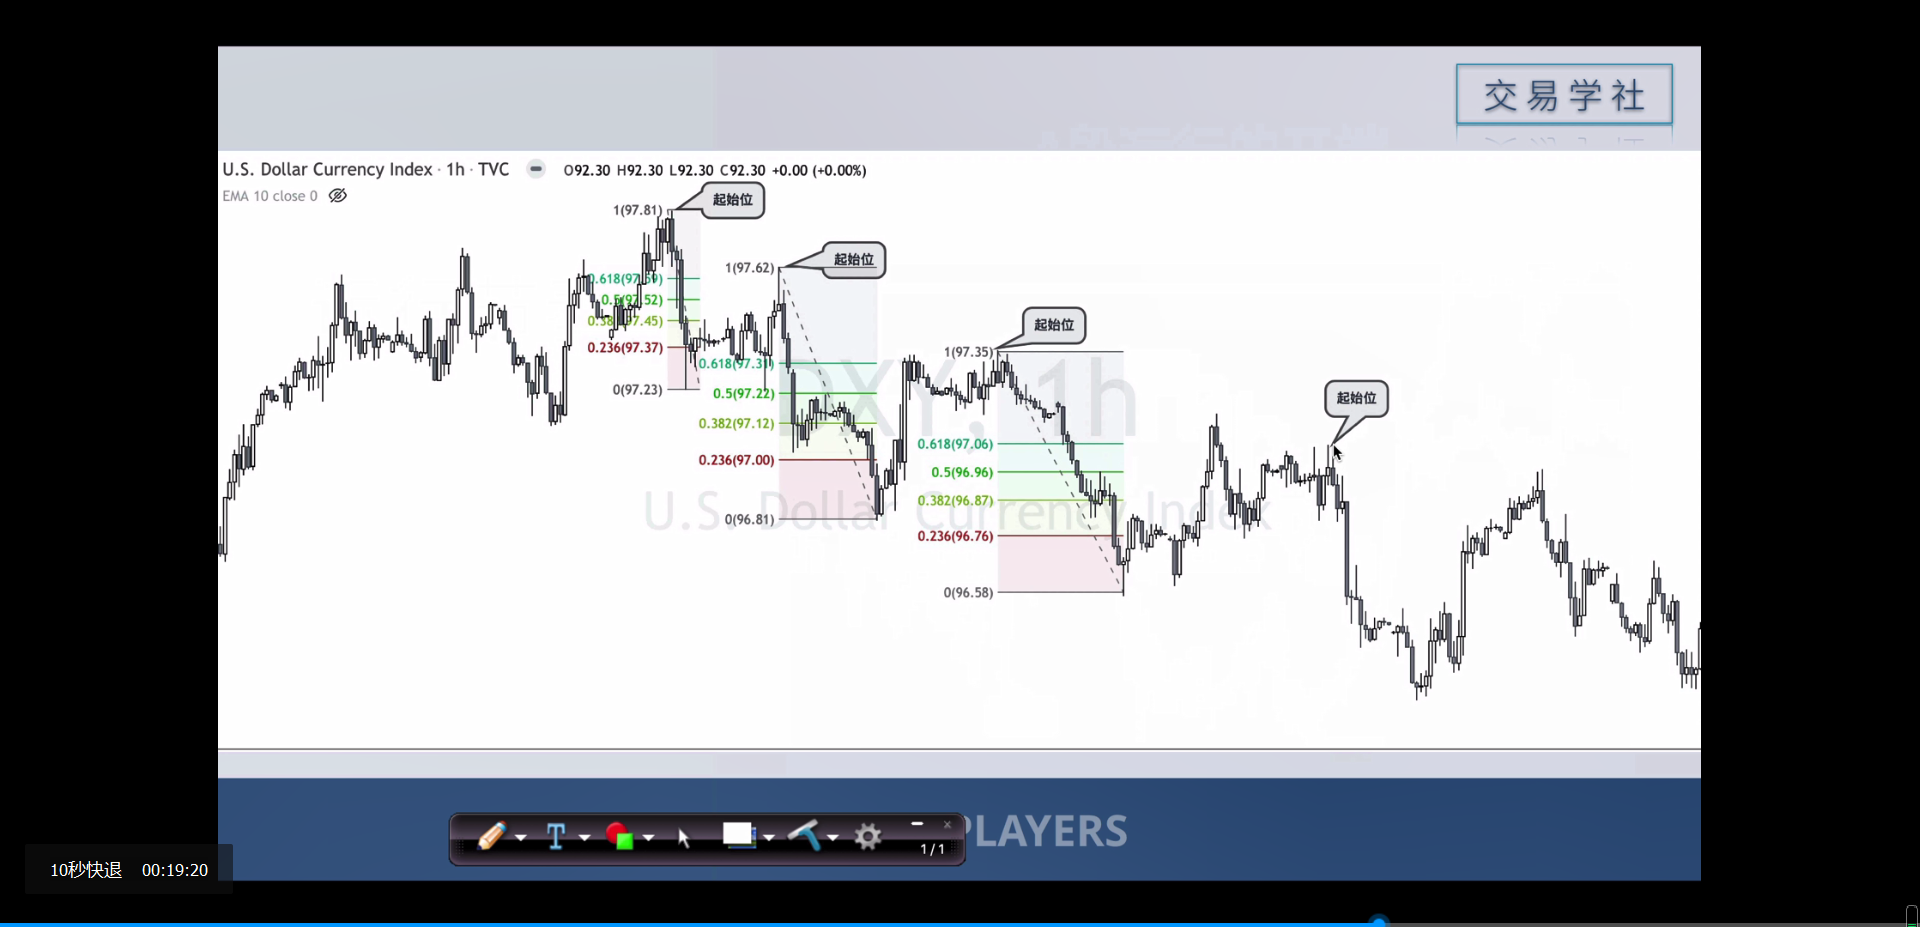 交易学社
U.S. Dollar Currency Index · 1h · TVC
O92.30 H92.30 L92.30 C92.30 +0.00 (+0.00%)
EMA 10 close 0
1(97.81)
起始位
0.618(97.69)
0.5(97.52)
0.382(97.45)
0.236(97.37)
0(97.23)
1(97.62)
起始位
0.618(97.31)
0.5(97.22)
0.382(97.12)
0.236(97.00)
0(96.81)
1(97.35)
起始位
0.618(97.06)
0.5(96.96)
0.382(96.87)
0.236(96.76)
0(96.58)
起始位
DXY, 1h
U.S. Dollar Currency Index
PLAYERS
T
1/1
10秒快退 00:19:20